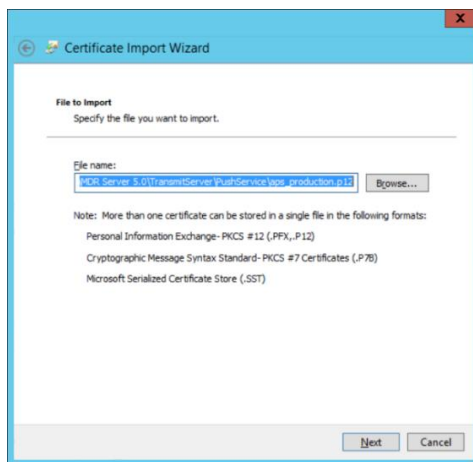 x
Certificate Import Wizard
File to Import
Specify the file you want to import.
File name:
\MDR Server 5.0\TransmitServer\PushService\aps_production.p12
Browse...
Note: More than one certificate can be stored in a single file in the following formats:
Personal Information Exchange- PKCS #12 (.PFX,.P12)
Cryptographic Message Syntax Standard- PKCS #7 Certificates (.P7B)
Microsoft Serialized Certificate Store (.SST)
Next
Cancel